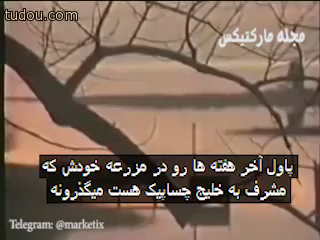 tudou.com
مجله مارکتیکس
پاول آخر هفته ها رو در مزرعه خودش که
مشرف به خلیج چساپیک هست میگذرونه
Telegram: @marketix